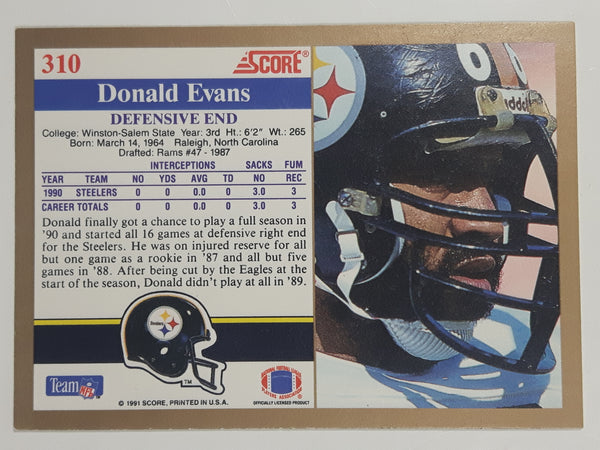 310
SCORE
Donald Evans
DEFENSIVE END
College: Winston-Salem State Year: 3rd Ht.: 6'2" Wt.: 265
Born: March 14, 1964 Raleigh, North Carolina
Drafted: Rams #47 - 1987
INTERCEPTIONS SACKS FUM
YEAR TEAM NO YDS AVG TD NO REC
1990 STEELERS 0 0 0.0 0 3.0 3
CAREER TOTALS 0 0 0.0 0 3.0 3
Donald finally got a chance to play a full season in
'90 and started all 16 games at defensive right end
for the Steelers. He was on injured reserve for all
but one game as a rookie in '87 and all but five
games in '88. After being cut by the Eagles at the
start of the season, Donald didn't play at all in '89.
Steelers
TM
Team NFL
© 1991 SCORE, PRINTED IN U.S.A.
OFFICIALLY LICENSED PRODUCT
6 6